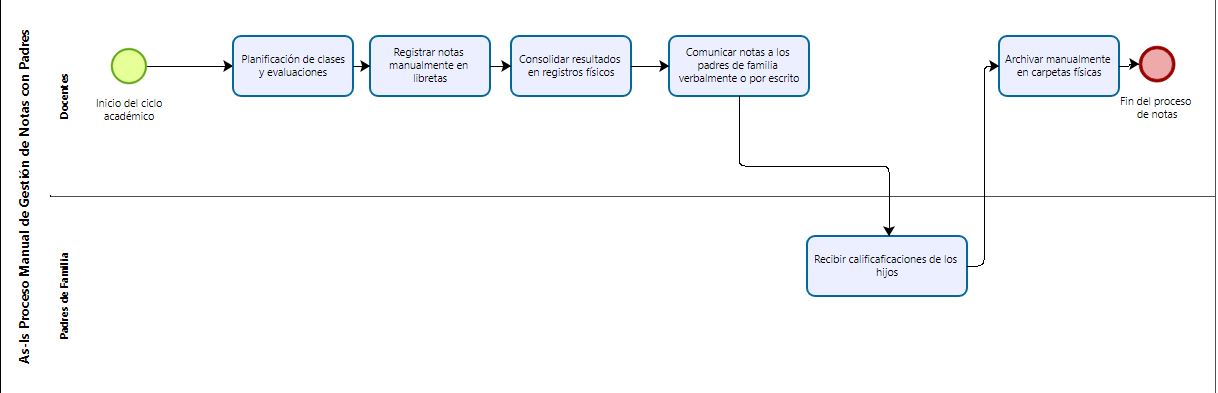 As-Is Proceso Manual de Gestión de Notas con Padres
Docentes
Inicio del ciclo
académico
Planificación de clases
y evaluaciones
Registrar notas
manualmente en
libretas
Consolidar resultados
en registros físicos
Comunicar notas a los
padres de familia
verbalmente o por escrito
Archivar manualmente
en carpetas físicas
Fin del proceso
de notas
Padres de Familia
Recibir calificaficaciones de los
hijos